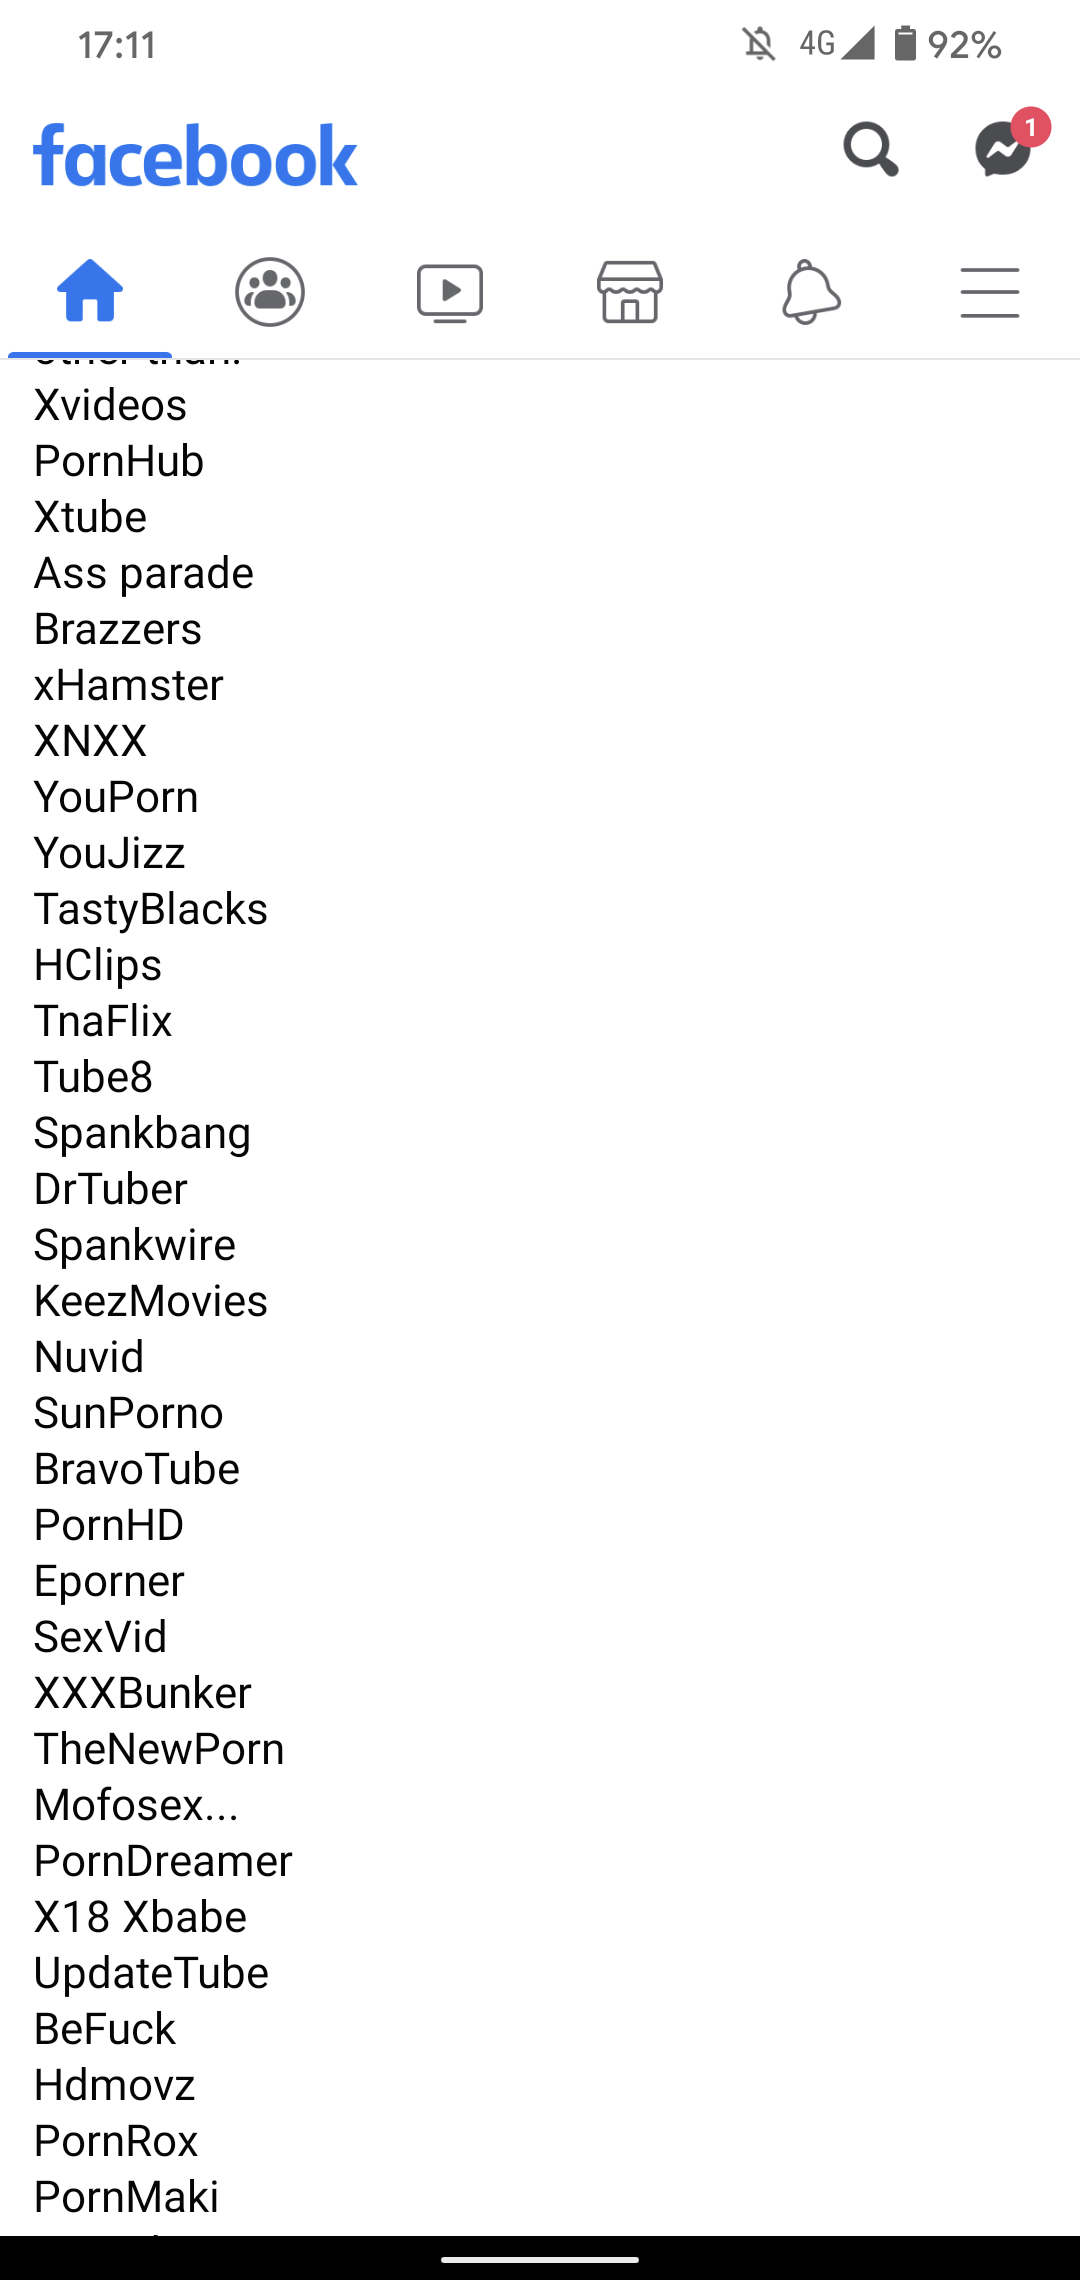 17:11
4G
92%
facebook
1
other than:
Xvideos
PornHub
Xtube
Ass parade
Brazzers
xHamster
XNXX
YouPorn
YouJizz
TastyBlacks
HClips
TnaFlix
Tube8
Spankbang
DrTuber
Spankwire
KeezMovies
Nuvid
SunPorno
BravoTube
PornHD
Eporner
SexVid
XXXBunker
TheNewPorn
Mofosex...
PornDreamer
X18 Xbabe
UpdateTube
BeFuck
Hdmovz
PornRox
PornMaki